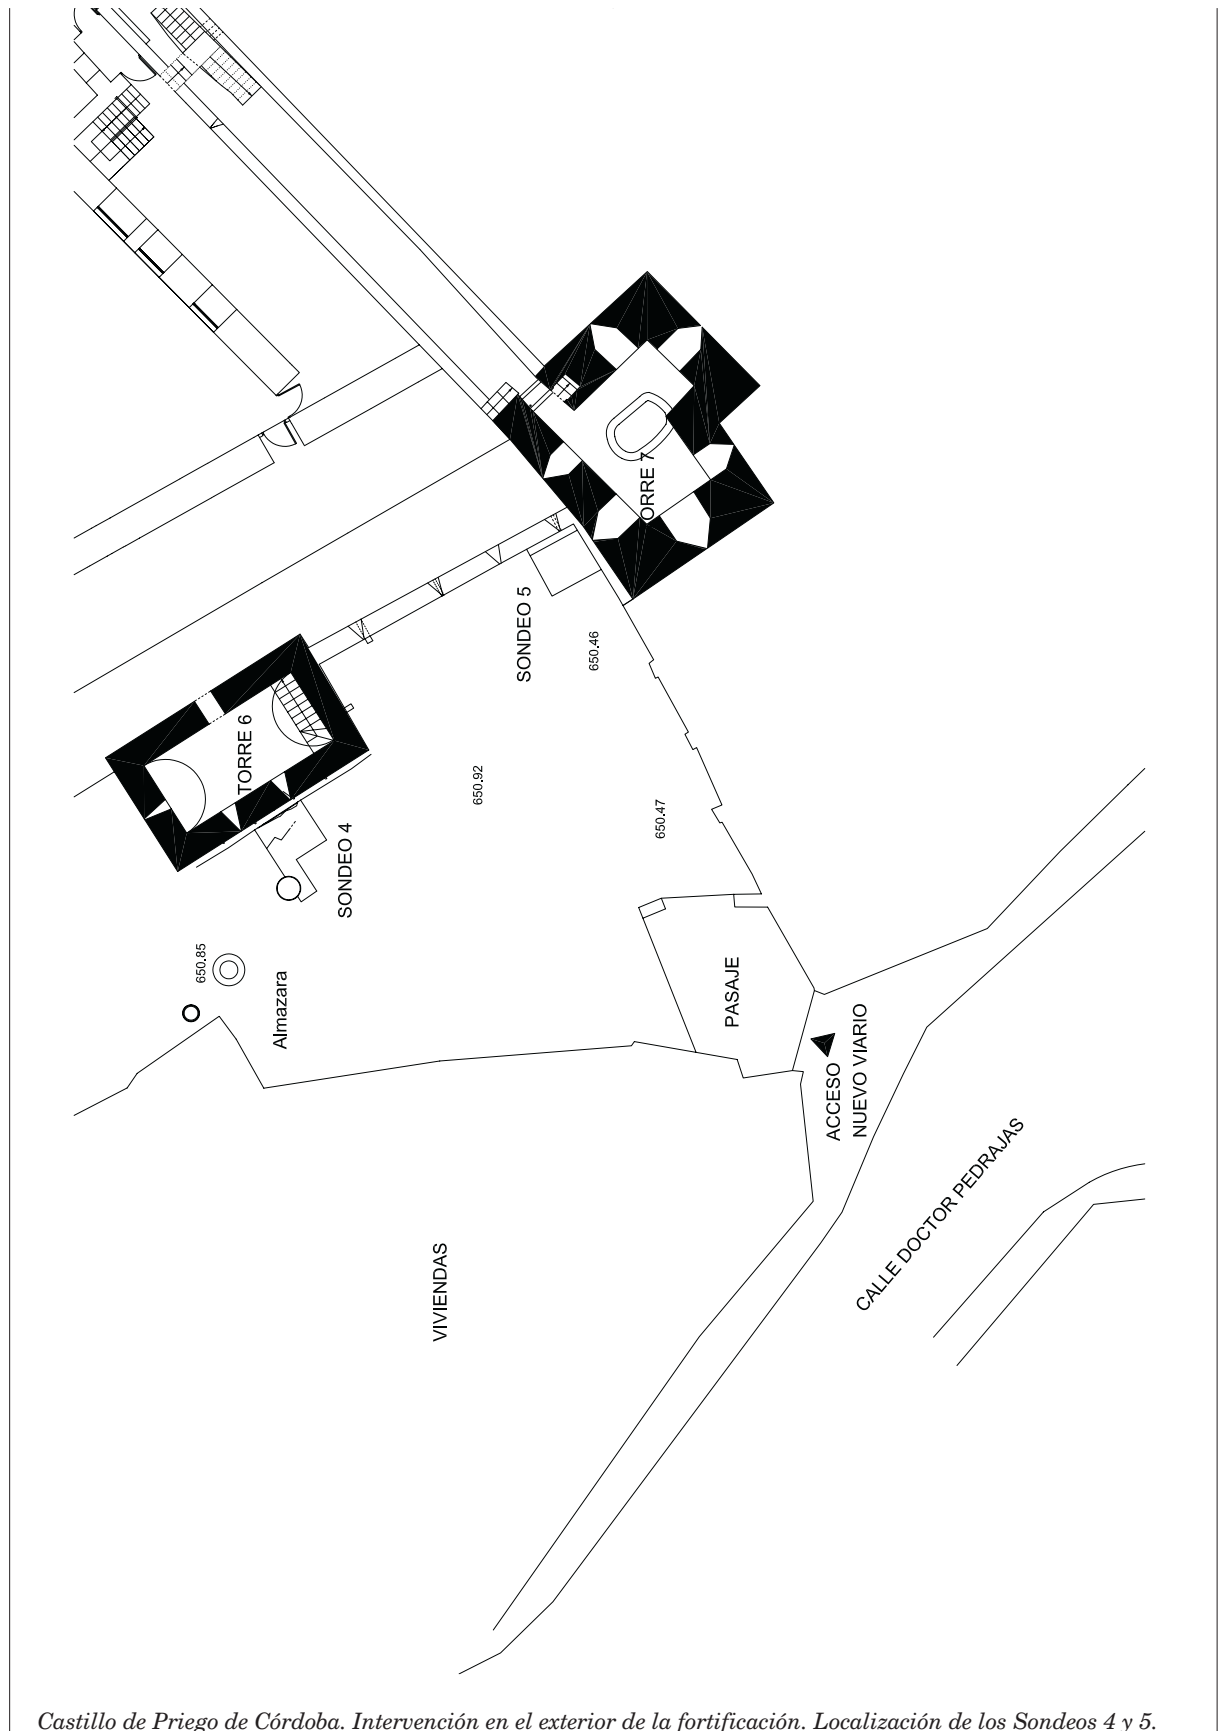 ORRE 7
SONDEO 5
650.46
TORRE 6
650.92
650.47
SONDEO 4
650.85
Almazara
PASAJE
ACCESO
NUEVO VIARIO
CALLE DOCTOR PEDRAJAS
VIVIENDAS
Castillo de Priego de Córdoba. Intervención en el exterior de la fortificación. Localización de los Sondeos 4 y 5.